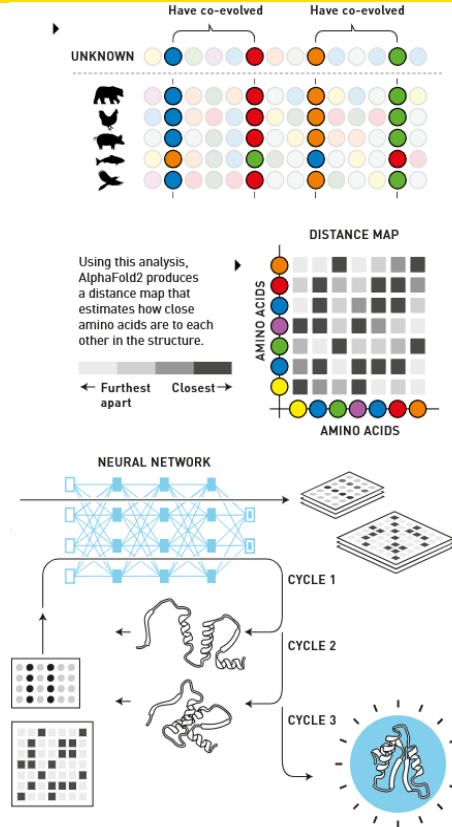 Have co-evolved
Have co-evolved
UNKNOWN
DISTANCE MAP
Using this analysis,
AlphaFold2 produces
a distance map that
estimates how close
amino acids are to each
other in the structure.
← Furthest apart
Closest→
AMINO ACIDS
AMINO ACIDS
NEURAL NETWORK
CYCLE 1
CYCLE 2
CYCLE 3